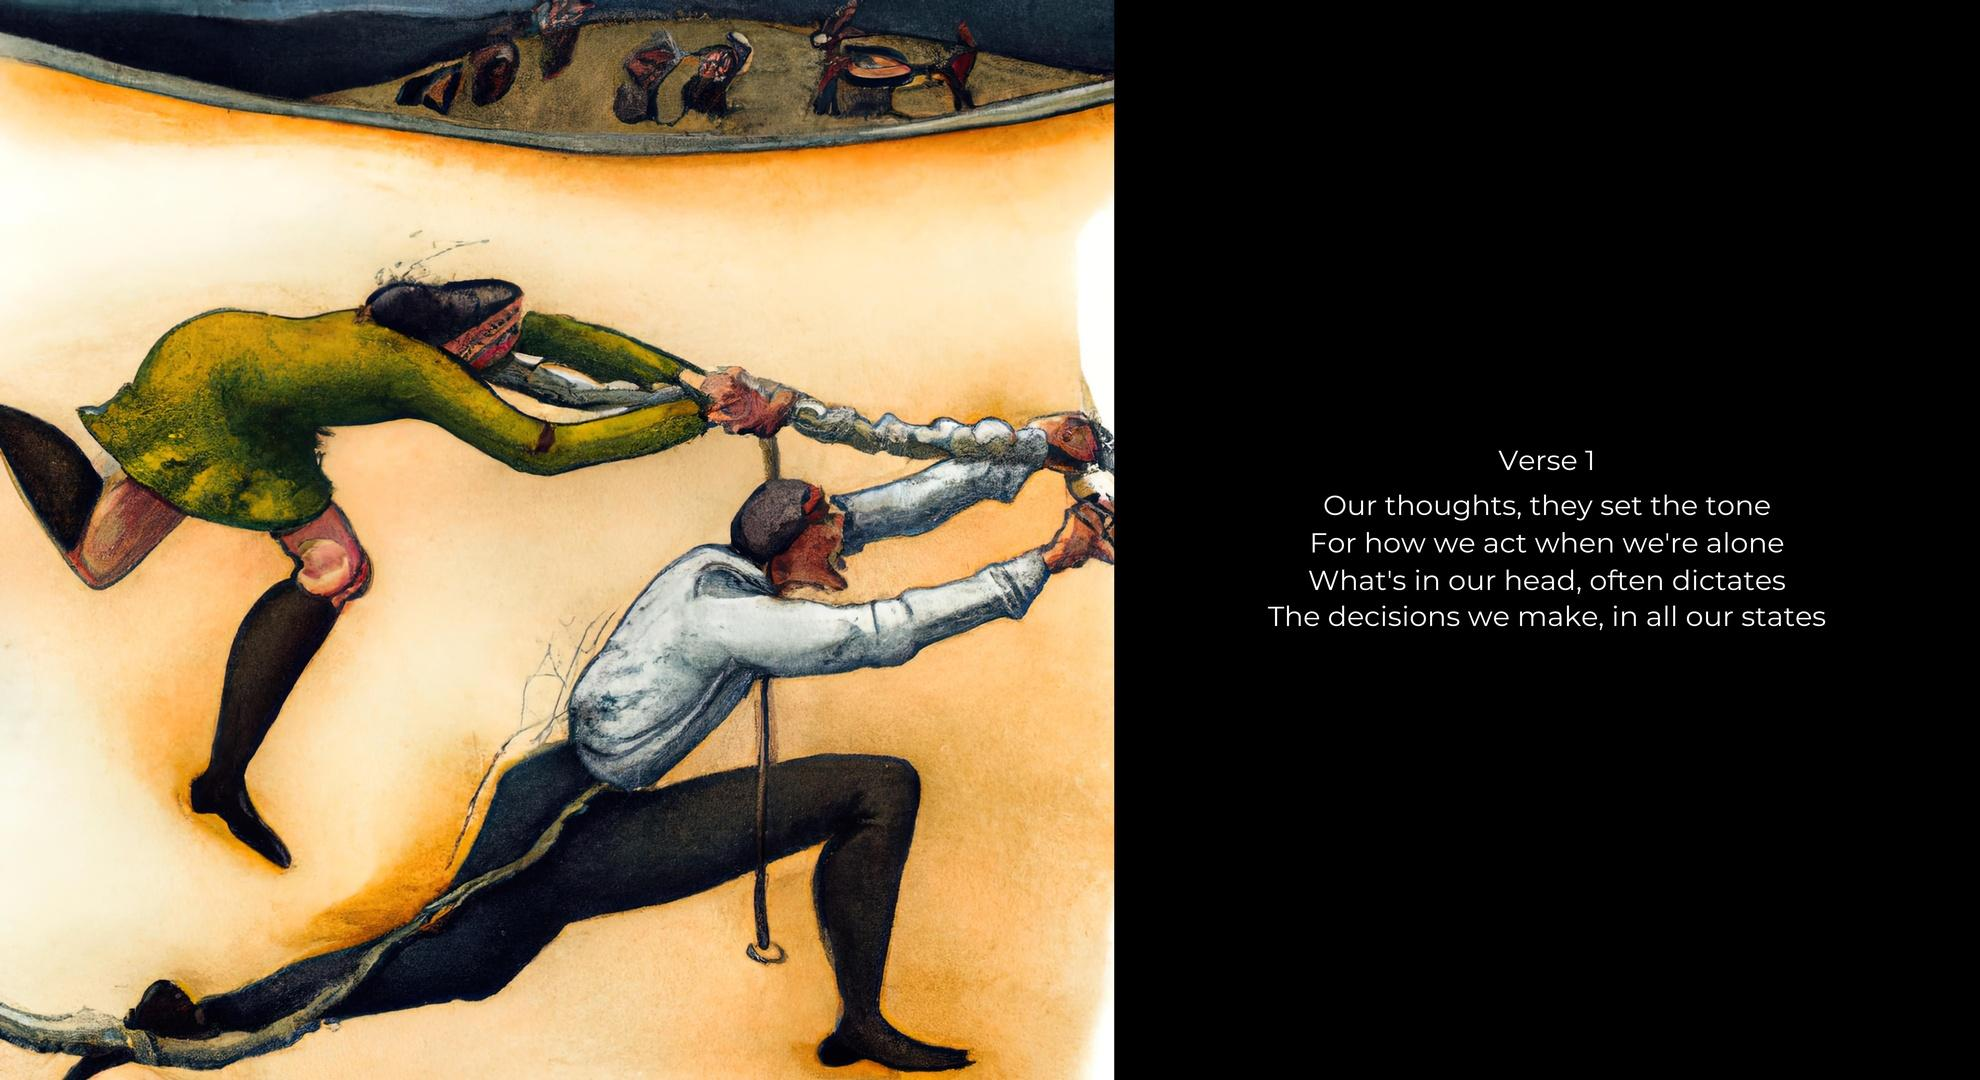 Verse 1
Our thoughts, they set the tone
For how we act when we're alone
What's in our head, often dictates
The decisions we make, in all our states